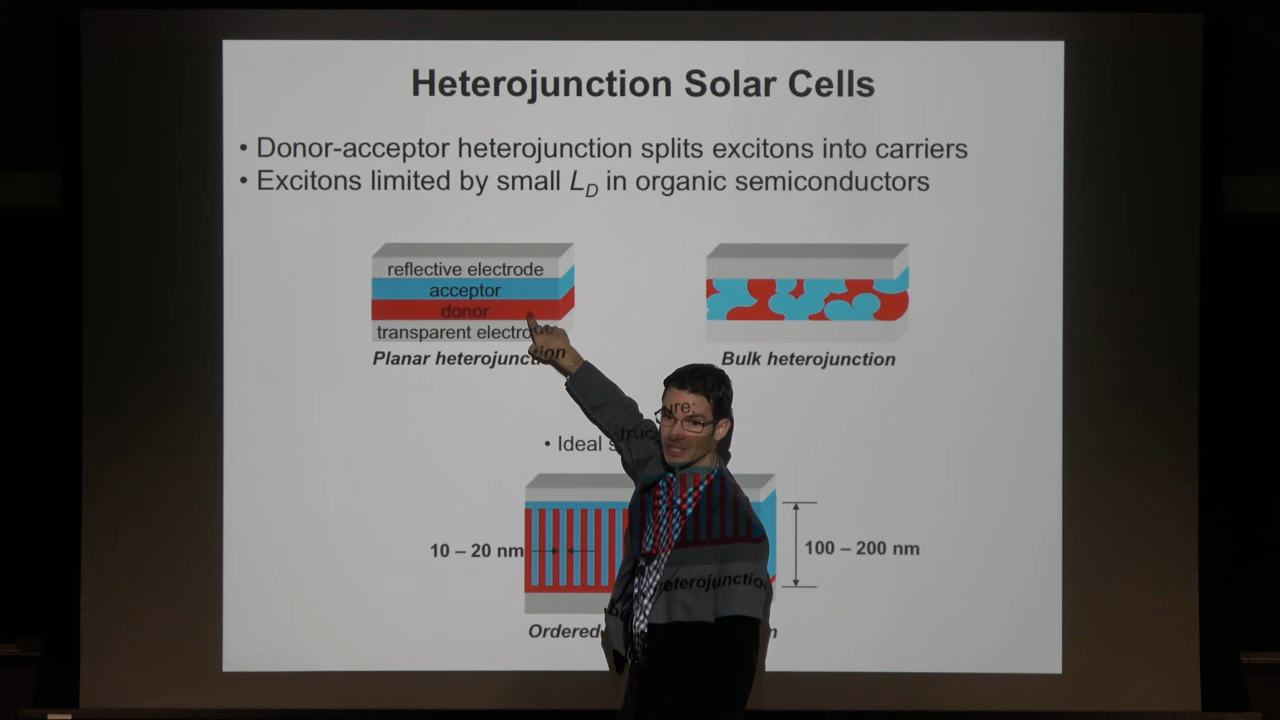 Heterojunction Solar Cells
• Donor-acceptor heterojunction splits excitons into carriers
• Excitons limited by small L_D in organic semiconductors
reflective electrode
acceptor
donor
transparent electrode
Planar heterojunction
Bulk heterojunction
• Ideal structure:
10 – 20 nm
100 – 200 nm
Ordered heterojunction